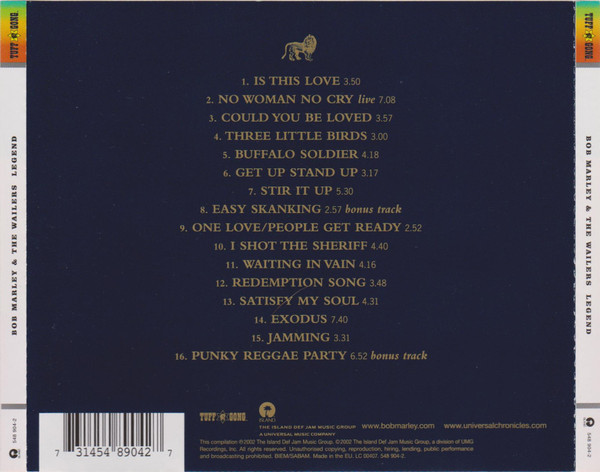 TUFF GONG
BOB MARLEY & THE WAILERS LEGEND
548 904-2
1. IS THIS LOVE 3.50
2. NO WOMAN NO CRY live 7.08
3. COULD YOU BE LOVED 3.57
4. THREE LITTLE BIRDS 3.00
5. BUFFALO SOLDIER 4.18
6. GET UP STAND UP 3.17
7. STIR IT UP 5.30
8. EASY SKANKING 2.57 bonus track
9. ONE LOVE/PEOPLE GET READY 2.52
10. I SHOT THE SHERIFF 4.40
11. WAITING IN VAIN 4.16
12. REDEMPTION SONG 3.48
13. SATISFY MY SOUL 4.31
14. EXODUS 7.40
15. JAMMING 3.31
16. PUNKY REGGAE PARTY 6.52 bonus track
7 31454 89042 7
TUFF GONG
ISLAND
THE ISLAND DEF JAM MUSIC GROUP
A UNIVERSAL MUSIC COMPANY
www.bobmarley.com
www.universalchronicles.com
This compilation ℗2002 The Island Def Jam Music Group. ©2002 The Island Def Jam Music Group, a division of UMG
Recordings, Inc. All rights reserved. Unauthorised copying, reproduction, hiring, lending, public performance
and broadcasting prohibited. BIEM/SABAM. Made in the EU. LC 00407. 548 904-2.
TUFF GONG
BOB MARLEY & THE WAILERS LEGEND
548 904-2